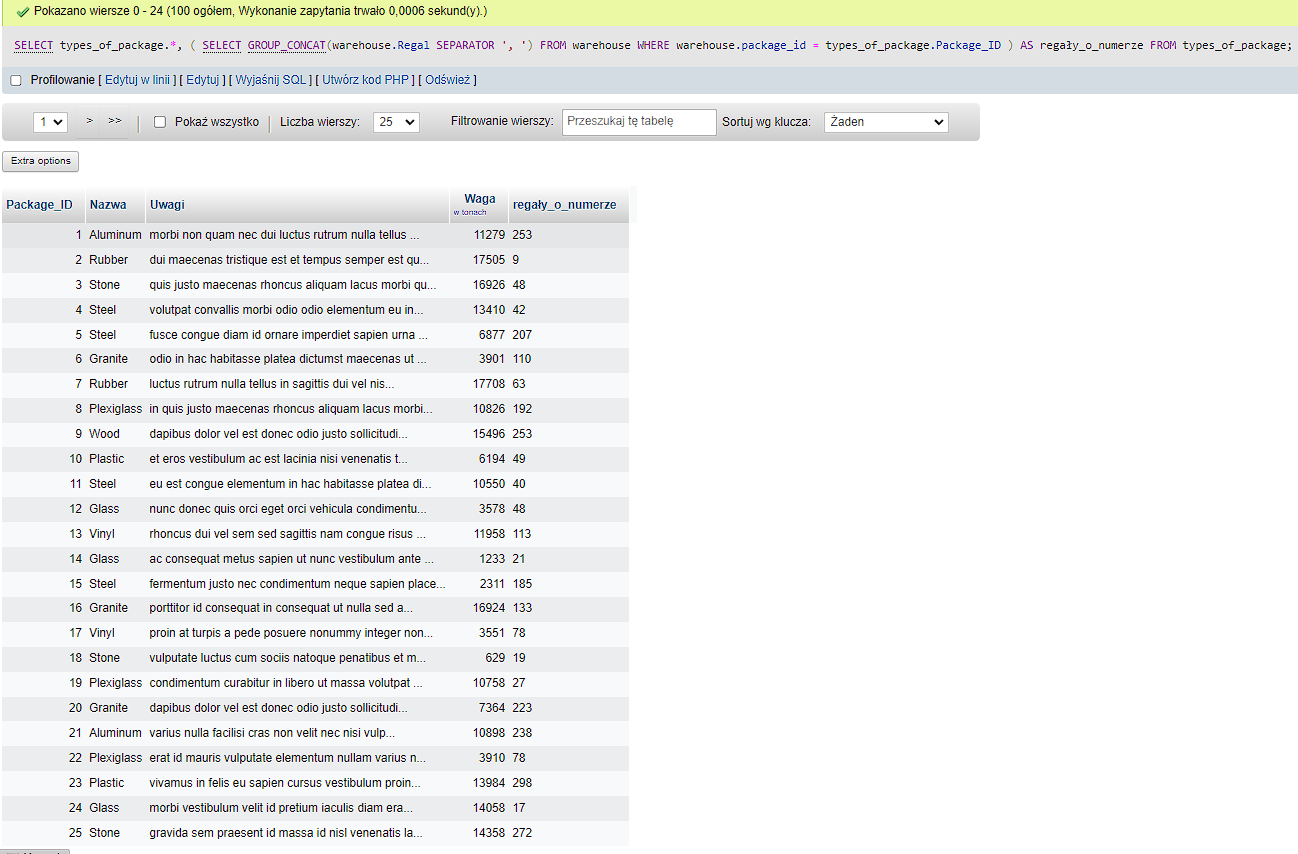 Pokazano wiersze 0 - 24 (100 ogółem, Wykonanie zapytania trwało 0,0006 sekund(y).)
SELECT types_of_package.*, ( SELECT GROUP_CONCAT(warehouse.Regal SEPARATOR ', ') FROM warehouse WHERE warehouse.package_id = types_of_package.Package_ID ) AS regały_o_numerze FROM types_of_package;
Profilowanie [ Edytuj w linii ] [ Edytuj ] [ Wyjaśnij SQL ] [ Utwórz kod PHP ] [ Odśwież ]
1 > >> Pokaż wszystko Liczba wierszy: 25 Filtrowanie wierszy: Przeszukaj tę tabelę Sortuj wg klucza: Żaden
Extra options
Package_ID Nazwa Uwagi Waga w tonach regały_o_numerze
1 Aluminum morbi non quam nec dui luctus rutrum nulla tellus ... 11279 253
2 Rubber dui maecenas tristique est et tempus semper est qu... 17505 9
3 Stone quis justo maecenas rhoncus aliquam lacus morbi qu... 16926 48
4 Steel volutpat convallis morbi odio odio elementum eu in... 13410 42
5 Steel fusce congue diam id ornare imperdiet sapien urna ... 6877 207
6 Granite odio in hac habitasse platea dictumst maecenas ut ... 3901 110
7 Rubber luctus rutrum nulla tellus in sagittis dui vel nis... 17708 63
8 Plexiglass in quis justo maecenas rhoncus aliquam lacus morbi... 10826 192
9 Wood dapibus dolor vel est donec odio justo sollicitudi... 15496 253
10 Plastic et eros vestibulum ac est lacinia nisi venenatis t... 6194 49
11 Steel eu est congue elementum in hac habitasse platea di... 10550 40
12 Glass nunc donec quis orci eget orci vehicula condimentu... 3578 48
13 Vinyl rhoncus dui vel sem sed sagittis nam congue risus ... 11958 113
14 Glass ac consequat metus sapien ut nunc vestibulum ante ... 1233 21
15 Steel fermentum justo nec condimentum neque sapien place... 2311 185
16 Granite porttitor id consequat in consequat ut nulla sed a... 16924 133
17 Vinyl proin at turpis a pede posuere nonummy integer non... 3551 78
18 Stone vulputate luctus cum sociis natoque penatibus et m... 629 19
19 Plexiglass condimentum curabitur in libero ut massa volutpat ... 10758 27
20 Granite dapibus dolor vel est donec odio justo sollicitudi... 7364 223
21 Aluminum varius nulla facilisi cras non velit nec nisi vulp... 10898 238
22 Plexiglass erat id mauris vulputate elementum nullam varius n... 3910 78
23 Plastic vivamus in felis eu sapien cursus vestibulum proin... 13984 298
24 Glass morbi vestibulum velit id pretium iaculis diam era... 14058 17
25 Stone gravida sem praesent id massa id nisl venenatis la... 14358 272